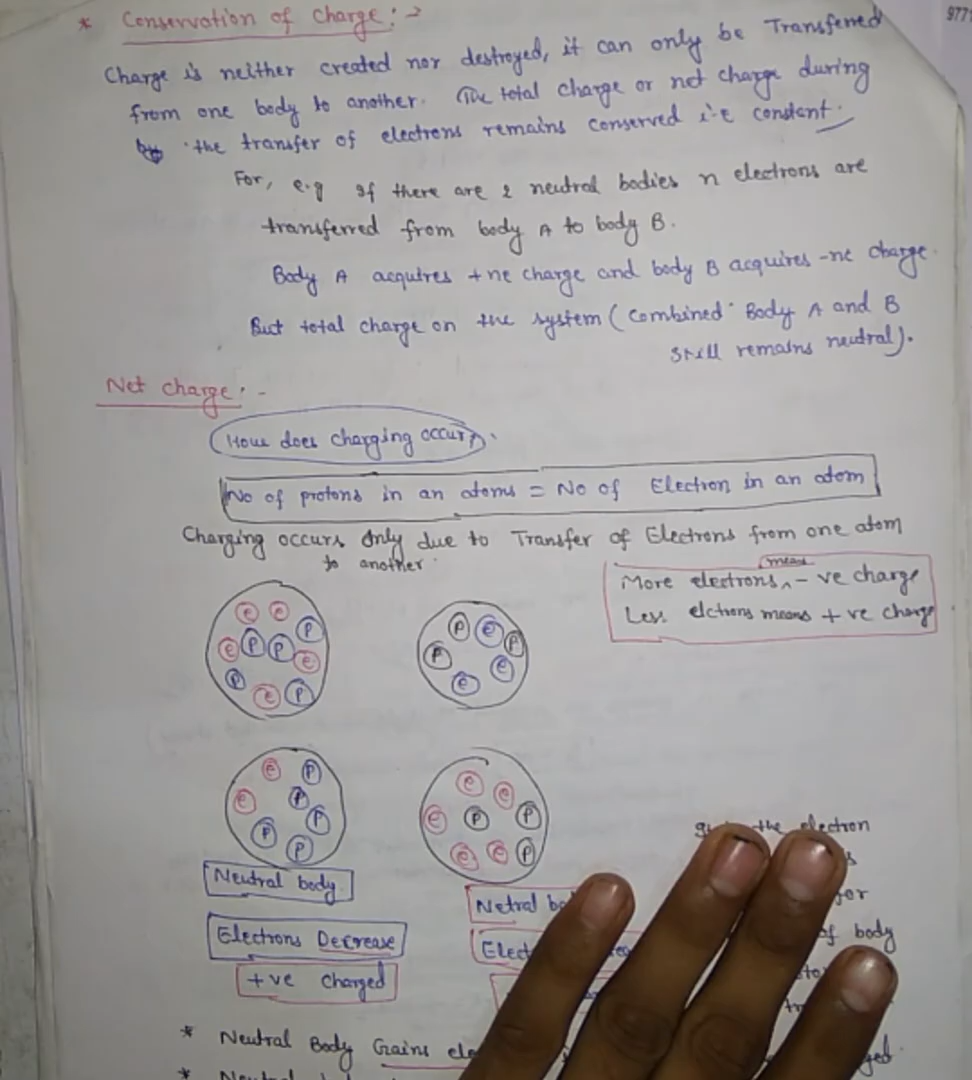 977
* Conservation of charge :->
Charge is neither created nor destroyed, it can only be Transferred
from one body to another. The total charge or net charge during
the transfer of electrons remains conserved i.e constant.
For, e.g If there are 2 neutral bodies n electrons are
transferred from body A to body B.
Body A acquires +ne charge and body B acquires -ne charge.
But total charge on the system (combined Body A and B
still remains neutral).
Net charge :-
How does charging occur?
No of protons in an atoms = No of Electron in an atom
Charging occurs Only due to Transfer of Electrons from one atom
to another
means
More electrons, - ve charge
Less elctrons means + ve charge
e e P
e P P e
P e P
P e P
P e
e
e P
e P
P P
P
e e
e P P
e e P
the electron
Neutral body
Netral
of body
Electrons Decrease
+ve charged
* Neutral Body Gains
*